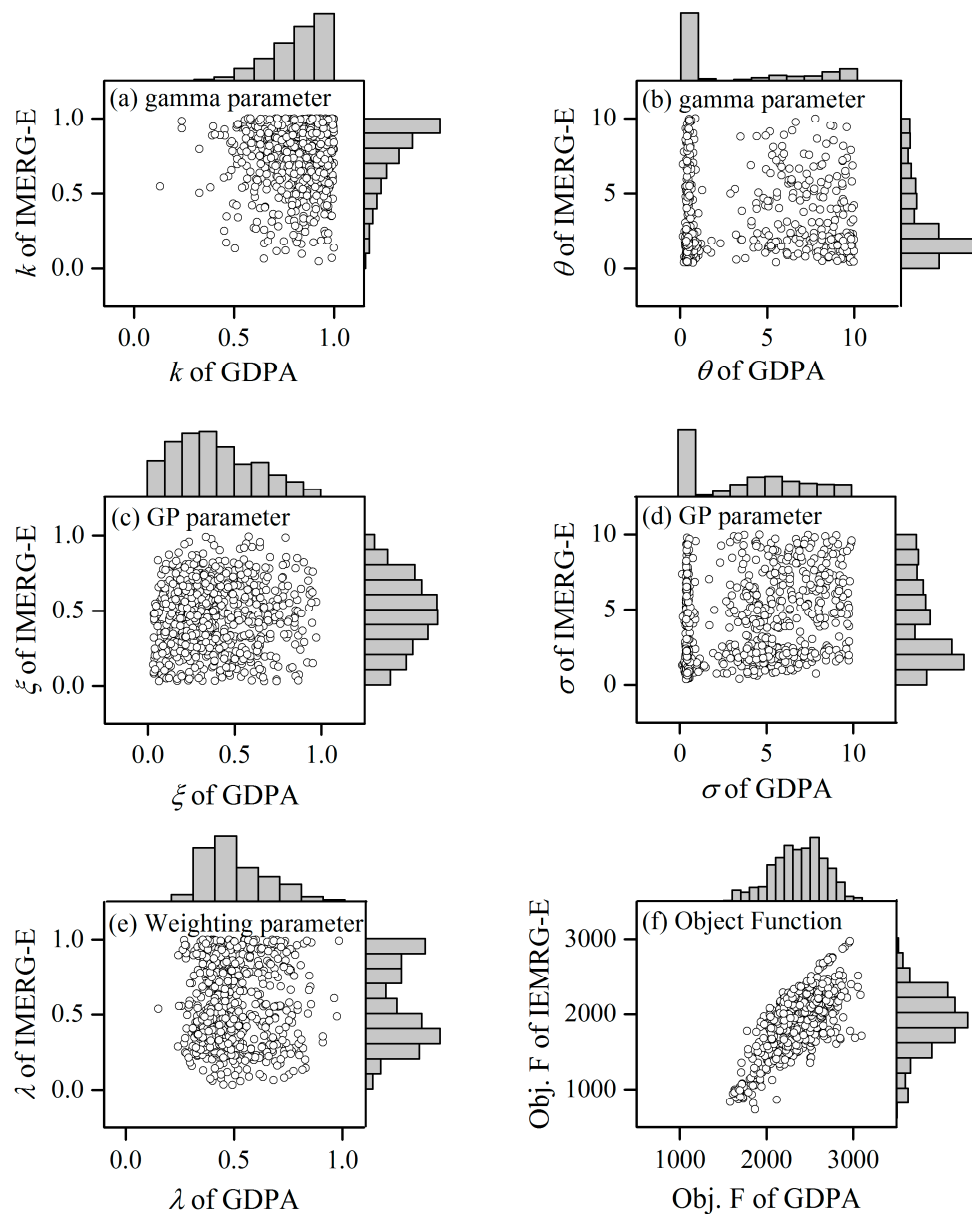 (a) gamma parameter
1.0
0.5
0.0
k of IMERG-E
0.0 0.5 1.0
k of GDPA
(b) gamma parameter
10
5
0
θ of IMERG-E
0 5 10
θ of GDPA
(c) GP parameter
1.0
0.5
0.0
ξ of IMERG-E
0.0 0.5 1.0
ξ of GDPA
(d) GP parameter
10
5
0
σ of IMERG-E
0 5 10
σ of GDPA
(e) Weighting parameter
1.0
0.5
0.0
λ of IMERG-E
0.0 0.5 1.0
λ of GDPA
(f) Object Function
3000
2000
1000
Obj. F of IEMRG-E
1000 2000 3000
Obj. F of GDPA